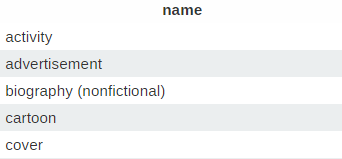 name
activity
advertisement
biography (nonfictional)
cartoon
cover